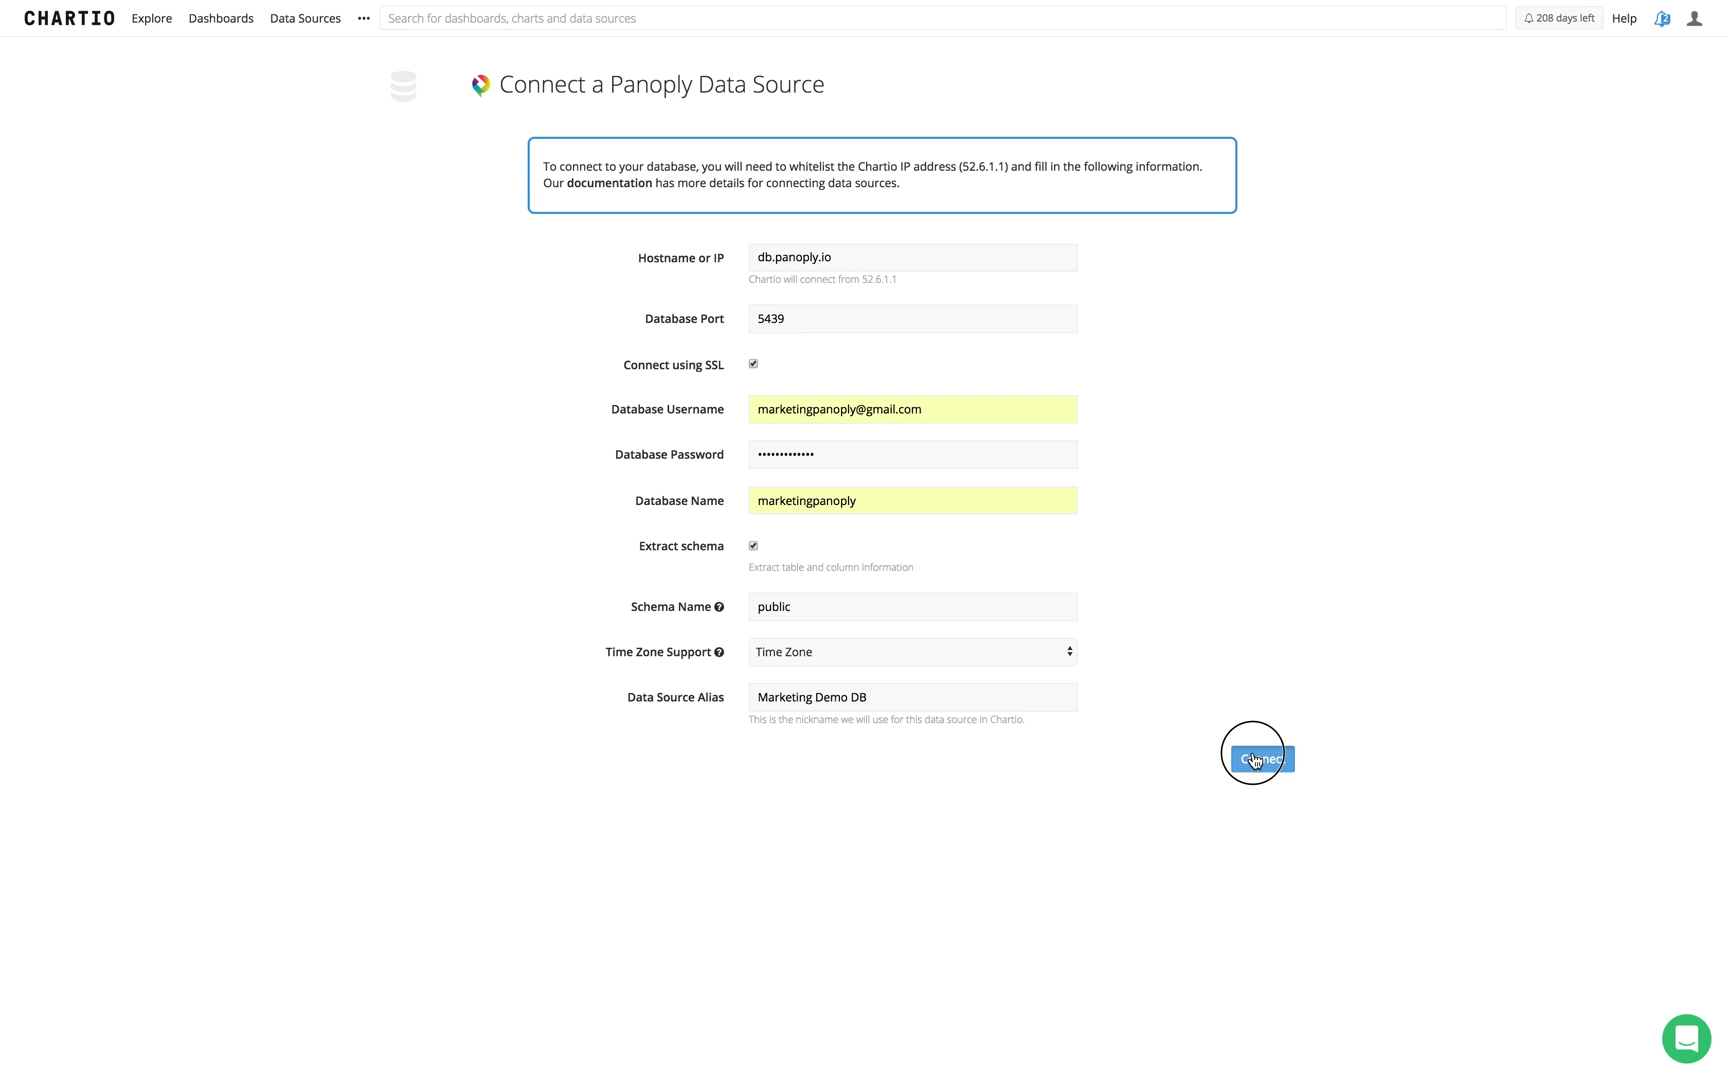 CHARTIO Explore Dashboards Data Sources ••• Search for dashboards, charts and data sources 208 days left Help 2
Connect a Panoply Data Source
To connect to your database, you will need to whitelist the Chartio IP address (52.6.1.1) and fill in the following information.
Our documentation has more details for connecting data sources.
Hostname or IP db.panoply.io
Chartio will connect from 52.6.1.1
Database Port 5439
Connect using SSL
Database Username marketingpanoply@gmail.com
Database Password •••••••••••••
Database Name marketingpanoply
Extract schema
Extract table and column information
Schema Name ? public
Time Zone Support ? Time Zone
Data Source Alias Marketing Demo DB
This is the nickname we will use for this data source in Chartio.